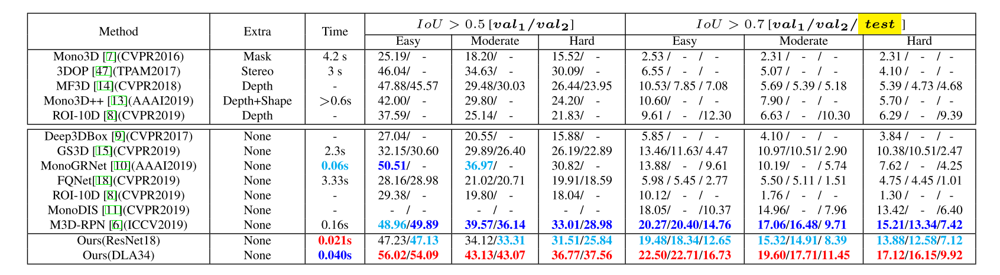 Method Extra Time IoU > 0.5 [val1/val2] IoU > 0.7 [val1/val2/ test ]
Easy Moderate Hard Easy Moderate Hard
Mono3D [7](CVPR2016) Mask 4.2 s 25.19/ - 18.20/ - 15.52/ - 2.53 / - / - 2.31 / - / - 2.31 / - / -
3DOP [47](TPAM2017) Stereo 3 s 46.04/ - 34.63/ - 30.09/ - 6.55 / - / - 5.07 / - / - 4.10 / - / -
MF3D [14](CVPR2018) Depth - 47.88/45.57 29.48/30.03 26.44/23.95 10.53/ 7.85 / 7.08 5.69 / 5.39 / 5.18 5.39 / 4.73 /4.68
Mono3D++ [13](AAAI2019) Depth+Shape >0.6s 42.00/ - 29.80/ - 24.20/ - 10.60/ - / - 7.90 / - / - 5.70 / - / -
ROI-10D [8](CVPR2019) Depth - 37.59/ - 25.14/ - 21.83/ - 9.61 / - /12.30 6.63 / - /10.30 6.29 / - /9.39
Deep3DBox [9](CVPR2017) None - 27.04/ - 20.55/ - 15.88/ - 5.85 / - / - 4.10 / - / - 3.84 / - / -
GS3D [15](CVPR2019) None 2.3s 32.15/30.60 29.89/26.40 26.19/22.89 13.46/11.63/ 4.47 10.97/10.51/ 2.90 10.38/10.51/2.47
MonoGRNet [10](AAAI2019) None 0.06s 50.51/ - 36.97/ - 30.82/ - 13.88/ - / 9.61 10.19/ - / 5.74 7.62 / - /4.25
FQNet[18](CVPR2019) None 3.33s 28.16/28.98 21.02/20.71 19.91/18.59 5.98 / 5.45 / 2.77 5.50 / 5.11 / 1.51 4.75 / 4.45 /1.01
ROI-10D [8](CVPR2019) None - 29.38/ - 19.80/ - 18.04/ - 10.12/ - / - 1.76 / - / - 1.30 / - / -
MonoDIS [11](CVPR2019) None - - / - - / - - / - 18.05/ - /10.37 14.96/ - / 7.96 13.42/ - /6.40
M3D-RPN [6](ICCV2019) None 0.16s 48.96/49.89 39.57/36.14 33.01/28.98 20.27/20.40/14.76 17.06/16.48/ 9.71 15.21/13.34/7.42
Ours(ResNet18) None 0.021s 47.23/47.13 34.12/33.31 31.51/25.84 19.48/18.34/12.65 15.32/14.91/ 8.39 13.88/12.58/7.12
Ours(DLA34) None 0.040s 56.02/54.09 43.13/43.07 36.77/37.56 22.50/22.71/16.73 19.60/17.71/11.45 17.12/16.15/9.92